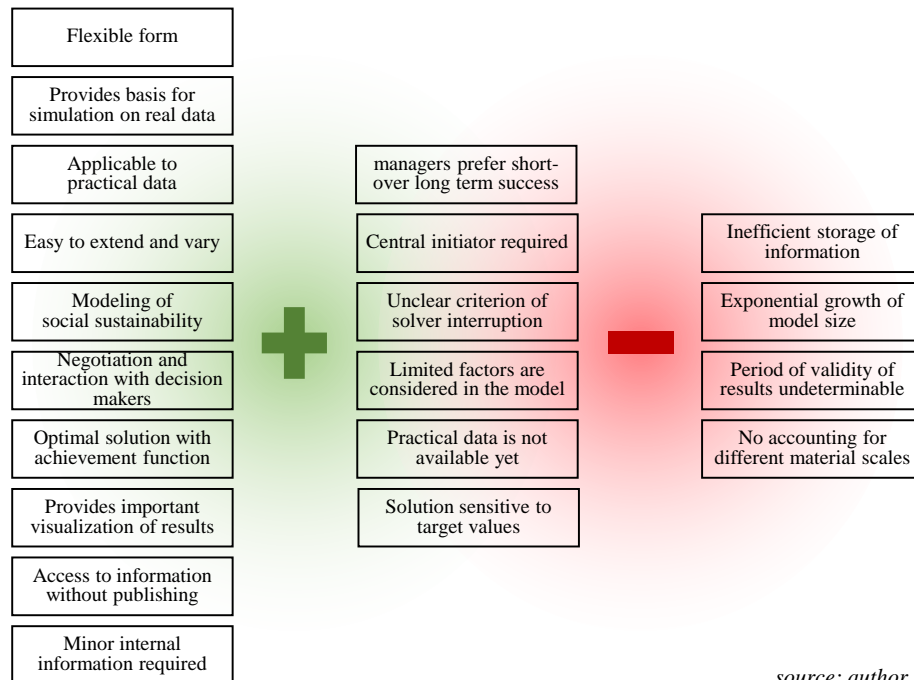 Flexible form
Provides basis for
simulation on real data
Applicable to
practical data
Easy to extend and vary
Modeling of
social sustainability
Negotiation and
interaction with decision
makers
Optimal solution with
achievement function
Provides important
visualization of results
Access to information
without publishing
Minor internal
information required
managers prefer short-
over long term success
Central initiator required
Unclear criterion of
solver interruption
Limited factors are
considered in the model
Practical data is not
available yet
Solution sensitive to
target values
Inefficient storage of
information
Exponential growth of
model size
Period of validity of
results undeterminable
No accounting for
different material scales
source: author